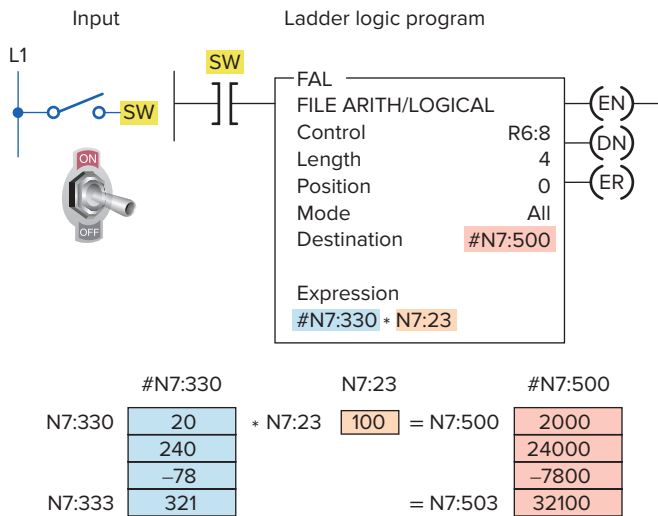 Input
Ladder logic program
L1
SW
SW
ON
OFF
FAL
FILE ARITH/LOGICAL
Control R6:8
Length 4
Position 0
Mode All
Destination #N7:500
Expression
#N7:330 * N7:23
EN
DN
ER
#N7:330 N7:23 #N7:500
N7:330 20 * N7:23 100 = N7:500 2000
240 24000
–78 –7800
N7:333 321 = N7:503 32100